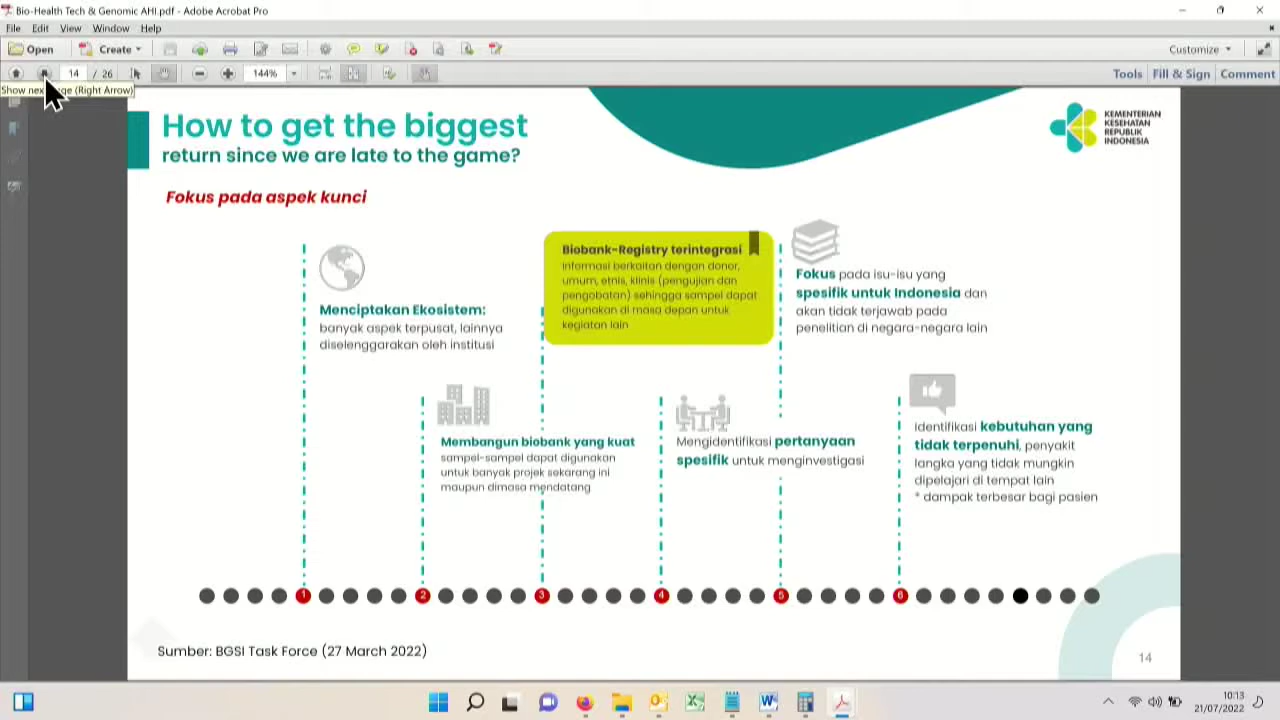 Bio-Health Tech & Genomic AHI.pdf - Adobe Acrobat Pro
File Edit View Window Help
Open Create Customize
14 / 26 144% Tools Fill & Sign Comment
Show next page (Right Arrow)
How to get the biggest
return since we are late to the game?
KEMENTERIAN
KESEHATAN
REPUBLIK
INDONESIA
Fokus pada aspek kunci
Menciptakan Ekosistem:
banyak aspek terpusat, lainnya
diselenggarakan oleh institusi
Membangun biobank yang kuat
sampel-sampel dapat digunakan
untuk banyak projek sekarang ini
maupun dimasa mendatang
Biobank-Registry terintegrasi
Informasi berkaitan dengan donor,
umum, etnis, klinis (pengujian dan
pengobatan) sehingga sampel dapat
digunakan di masa depan untuk
kegiatan lain
Mengidentifikasi pertanyaan
spesifik untuk menginvestigasi
Fokus pada isu-isu yang
spesifik untuk Indonesia dan
akan tidak terjawab pada
penelitian di negara-negara lain
Identifikasi kebutuhan yang
tidak terpenuhi, penyakit
langka yang tidak mungkin
dipelajari di tempat lain
* dampak terbesar bagi pasien
1 2 3 4 5 6
Sumber: BGSI Task Force (27 March 2022)
14
10:13
21/07/2022